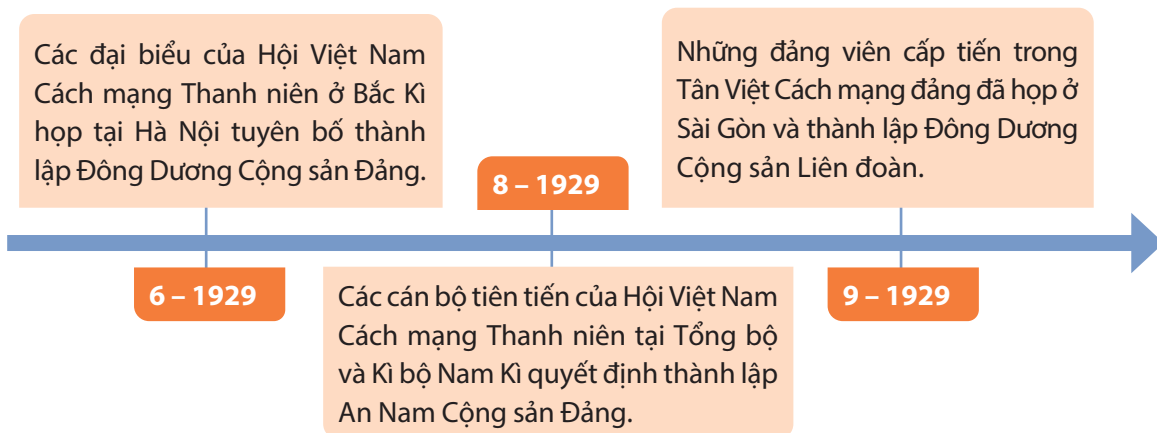 Các đại biểu của Hội Việt Nam
Cách mạng Thanh niên ở Bắc Kì
họp tại Hà Nội tuyên bố thành
lập Đông Dương Cộng sản Đảng.
6 – 1929
8 – 1929
Các cán bộ tiên tiến của Hội Việt Nam
Cách mạng Thanh niên tại Tổng bộ
và Kì bộ Nam Kì quyết định thành lập
An Nam Cộng sản Đảng.
Những đảng viên cấp tiến trong
Tân Việt Cách mạng đảng đã họp ở
Sài Gòn và thành lập Đông Dương
Cộng sản Liên đoàn.
9 – 1929